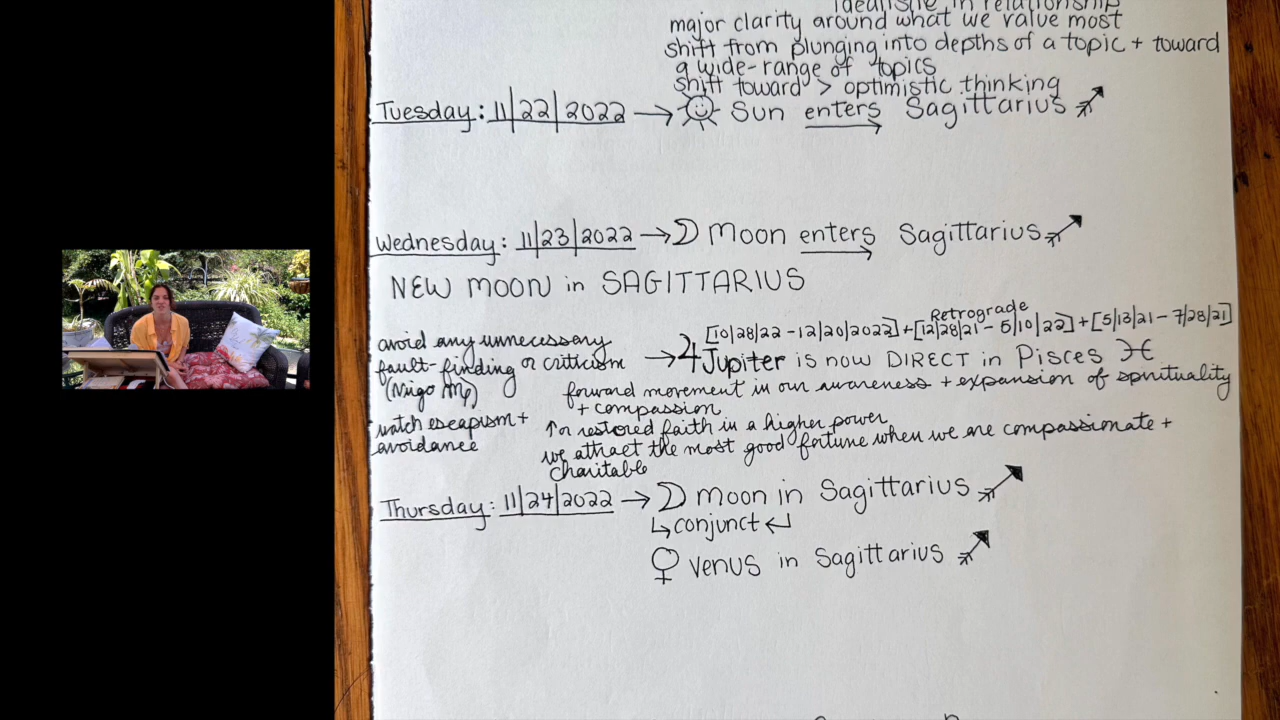 idealistic in relationship
major clarity around what we value most
shift from plunging into depths of a topic + toward
a wide-range of topics
shift toward > optimistic thinking
Tuesday: 11|22|2022 → Sun enters Sagittarius
Wednesday: 11|23|2022 → Moon enters Sagittarius
NEW MOON in SAGITTARIUS
Retrograde
[10|28|22 - 12|20|2022] + [12|28|21 - 5|10|22] + [5|13|21 - 7|28|21]
avoid any unnecessary
fault-finding or criticism → ♃ Jupiter is now DIRECT in Pisces ♓
(Virgo ♍)
forward movement in our awareness + expansion of spirituality
+ compassion
watch escapism +
avoidance
↑ or restored faith in a higher power
we attract the most good fortune when we are compassionate +
charitable
Thursday: 11|24|2022 → ☽ moon in Sagittarius
↳ conjunct ↵
♀ venus in Sagittarius